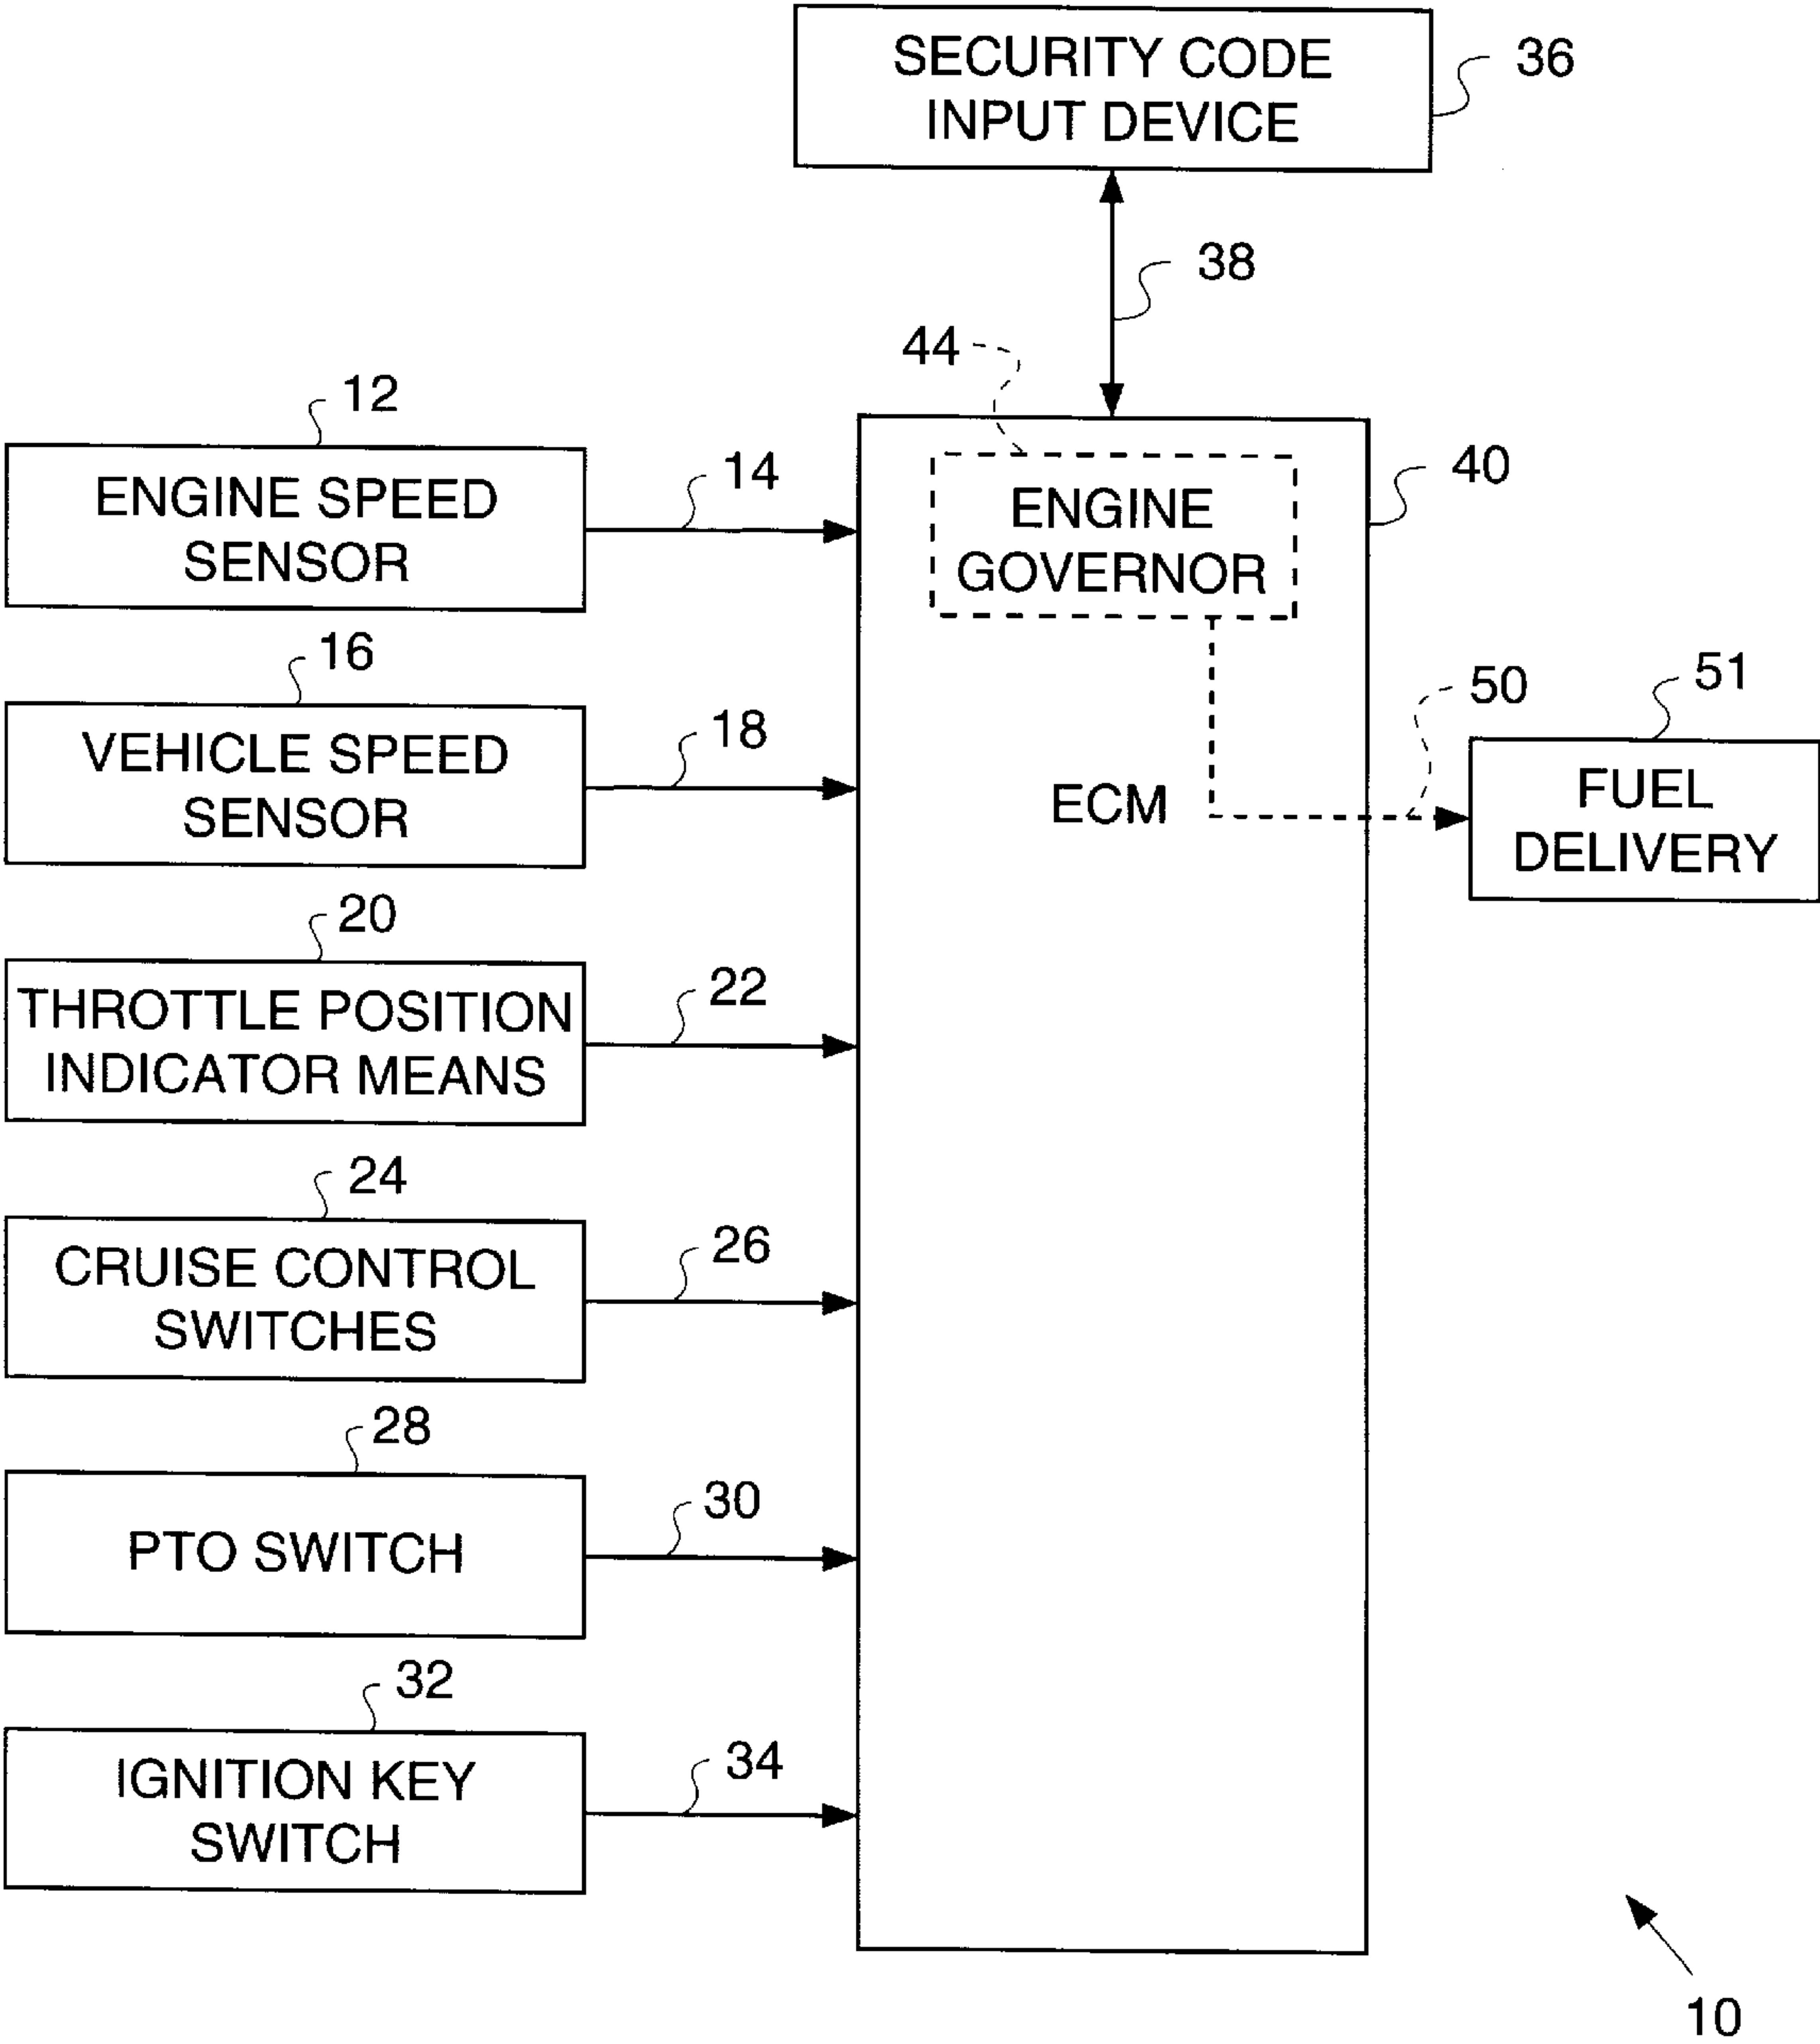 SECURITY CODE
INPUT DEVICE
36
38
44
12
ENGINE SPEED
SENSOR
14
ENGINE
GOVERNOR
40
16
VEHICLE SPEED
SENSOR
18
ECM
50
51
FUEL
DELIVERY
20
THROTTLE POSITION
INDICATOR MEANS
22
24
CRUISE CONTROL
SWITCHES
26
28
PTO SWITCH
30
32
IGNITION KEY
SWITCH
34
10